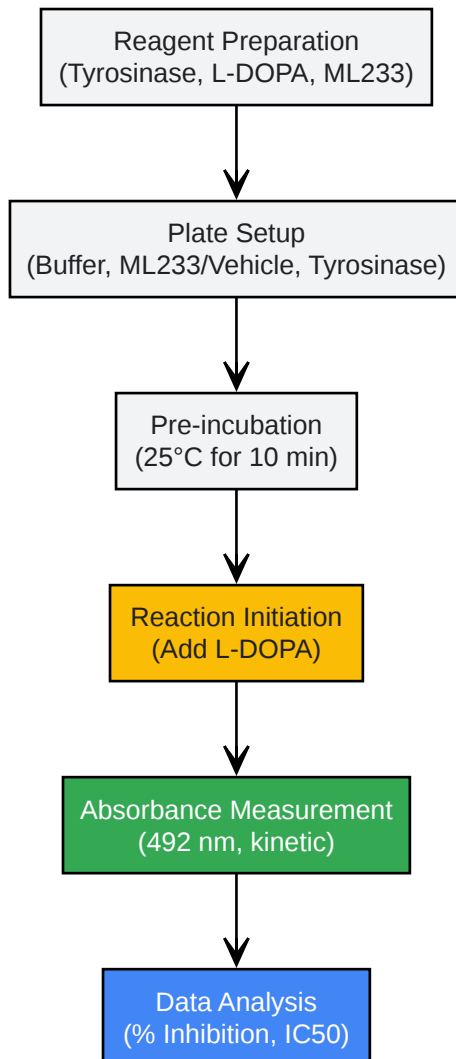 Reagent Preparation
(Tyrosinase, L-DOPA, ML233)
Plate Setup
(Buffer, ML233/Vehicle, Tyrosinase)
Pre-incubation
(25°C for 10 min)
Reaction Initiation
(Add L-DOPA)
Absorbance Measurement
(492 nm, kinetic)
Data Analysis
(% Inhibition, IC50)